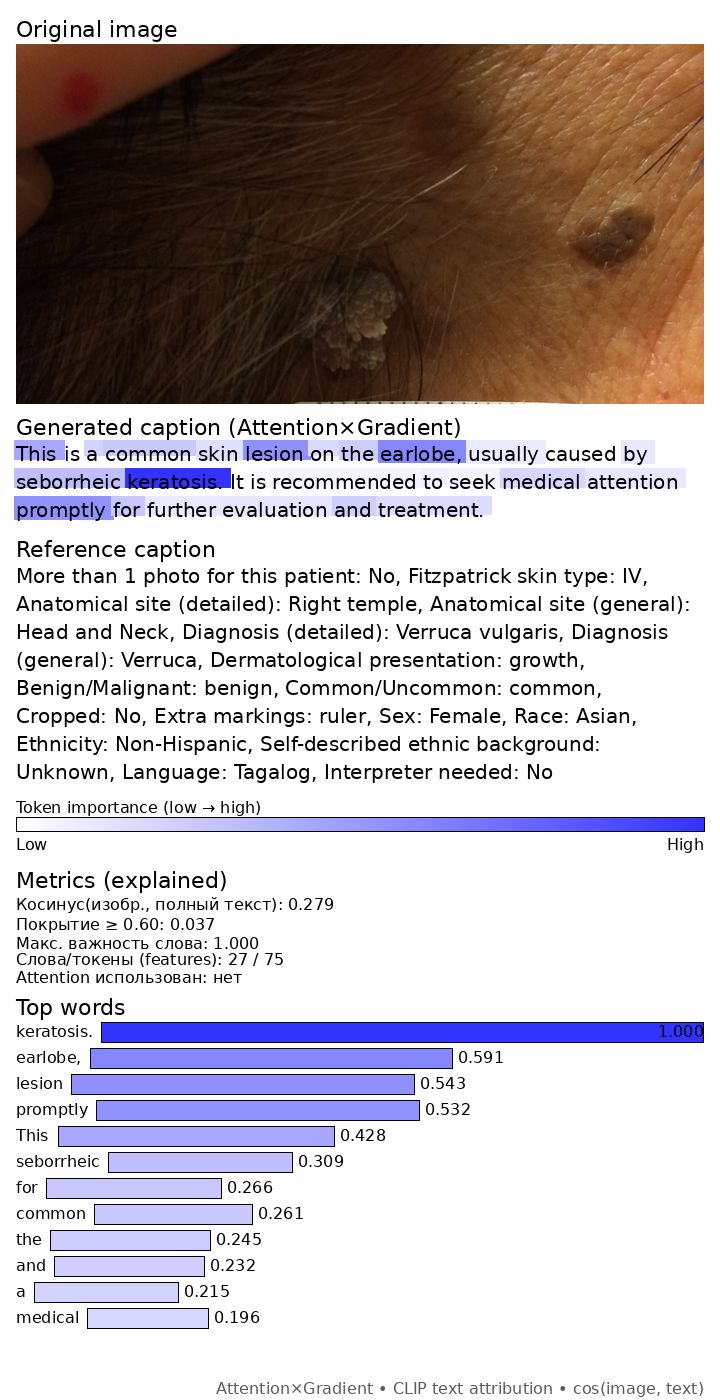 Original image
Generated caption (Attention×Gradient)
This is a common skin lesion on the earlobe, usually caused by
seborrheic keratosis. It is recommended to seek medical attention
promptly for further evaluation and treatment.
Reference caption
More than 1 photo for this patient: No, Fitzpatrick skin type: IV,
Anatomical site (detailed): Right temple, Anatomical site (general):
Head and Neck, Diagnosis (detailed): Verruca vulgaris, Diagnosis
(general): Verruca, Dermatological presentation: growth,
Benign/Malignant: benign, Common/Uncommon: common,
Cropped: No, Extra markings: ruler, Sex: Female, Race: Asian,
Ethnicity: Non-Hispanic, Self-described ethnic background:
Unknown, Language: Tagalog, Interpreter needed: No
Token importance (low → high)
Low High
Metrics (explained)
Косинус(изобр., полный текст): 0.279
Покрытие ≥ 0.60: 0.037
Макс. важность слова: 1.000
Слова/токены (features): 27 / 75
Attention использован: нет
Top words
keratosis. 1.000
earlobe, 0.591
lesion 0.543
promptly 0.532
This 0.428
seborrheic 0.309
for 0.266
common 0.261
the 0.245
and 0.232
a 0.215
medical 0.196
Attention×Gradient • CLIP text attribution • cos(image, text)